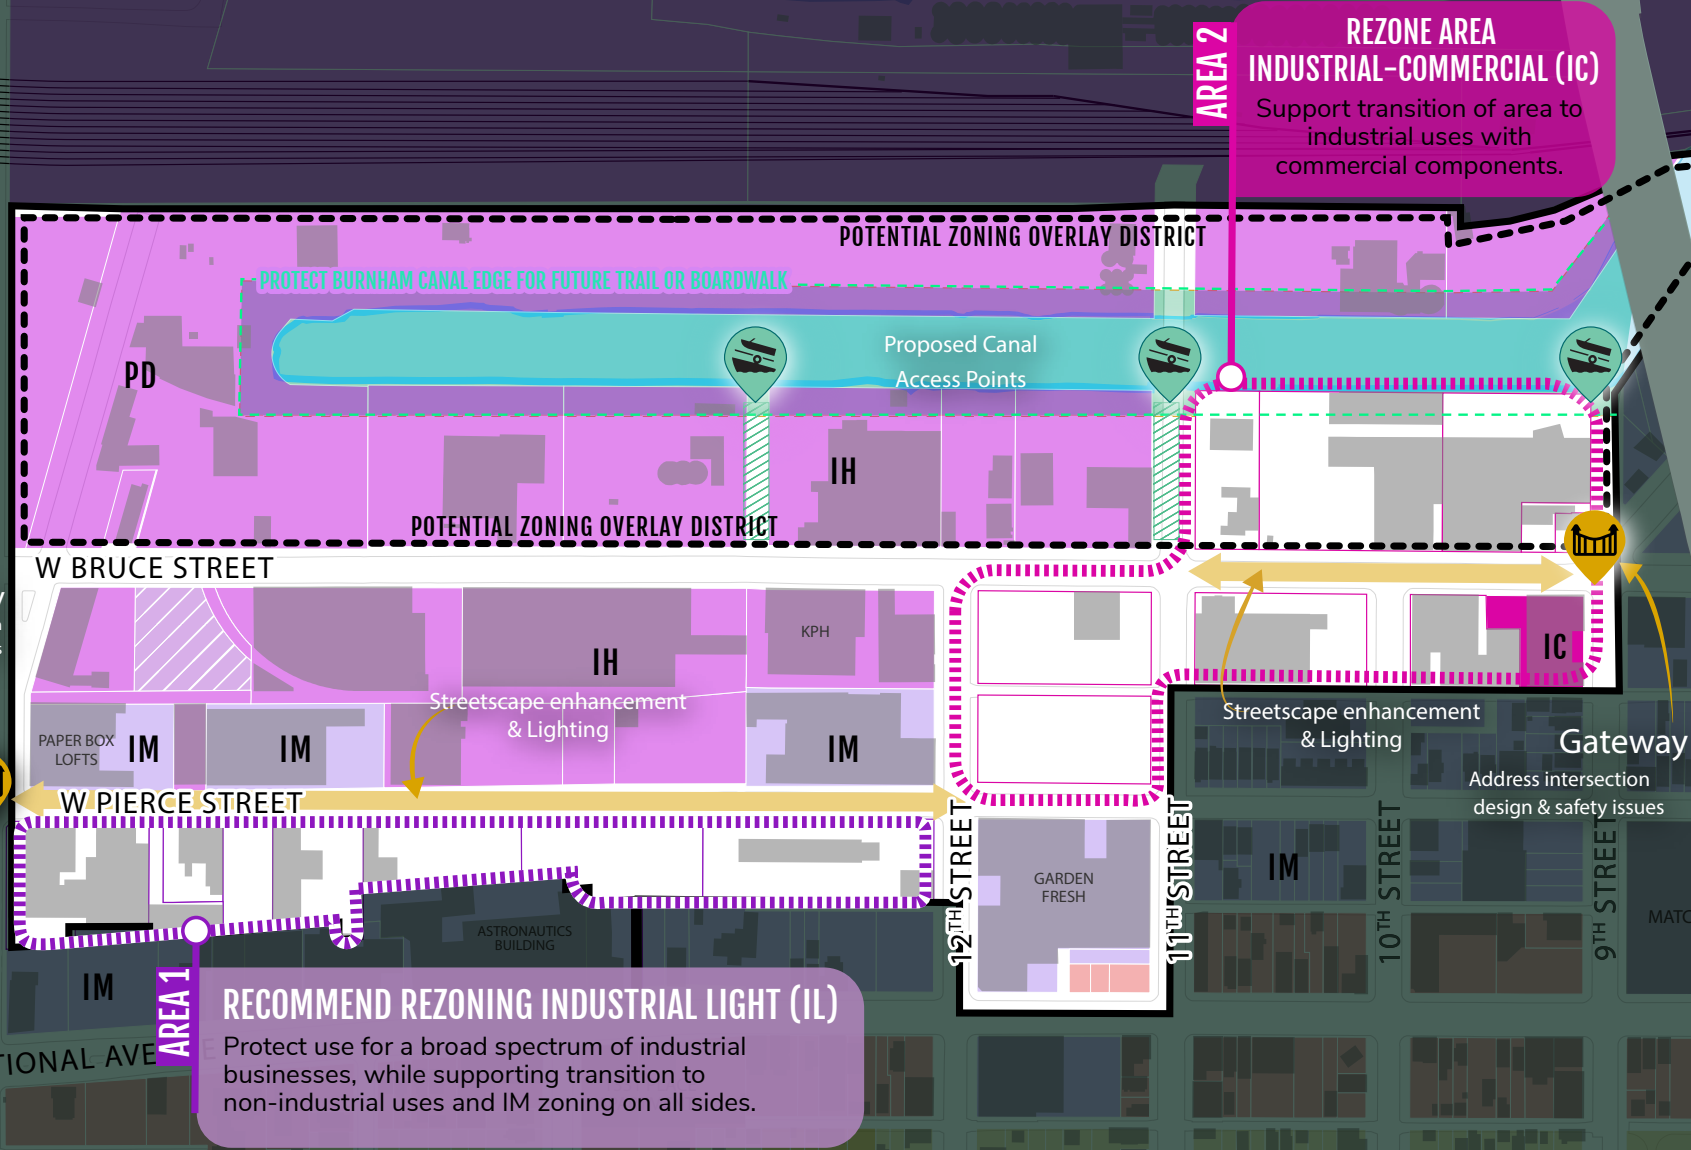 AREA 2
REZONE AREA
INDUSTRIAL-COMMERCIAL (IC)
Support transition of area to
industrial uses with
commercial components.
POTENTIAL ZONING OVERLAY DISTRICT
PROTECT BURNHAM CANAL EDGE FOR FUTURE TRAIL OR BOARDWALK
Proposed Canal
Access Points
PD
IH
POTENTIAL ZONING OVERLAY DISTRICT
W BRUCE STREET
KPH
IH
IC
Streetscape enhancement
& Lighting
Streetscape enhancement
& Lighting
PAPER BOX
LOFTS
IM
IM
IM
Gateway
Address intersection
design & safety issues
W PIERCE STREET
12TH STREET
11TH STREET
10TH STREET
9TH STREET
IM
GARDEN
FRESH
MATC
ASTRONAUTICS
BUILDING
IM
AREA 1
RECOMMEND REZONING INDUSTRIAL LIGHT (IL)
Protect use for a broad spectrum of industrial
businesses, while supporting transition to
non-industrial uses and IM zoning on all sides.